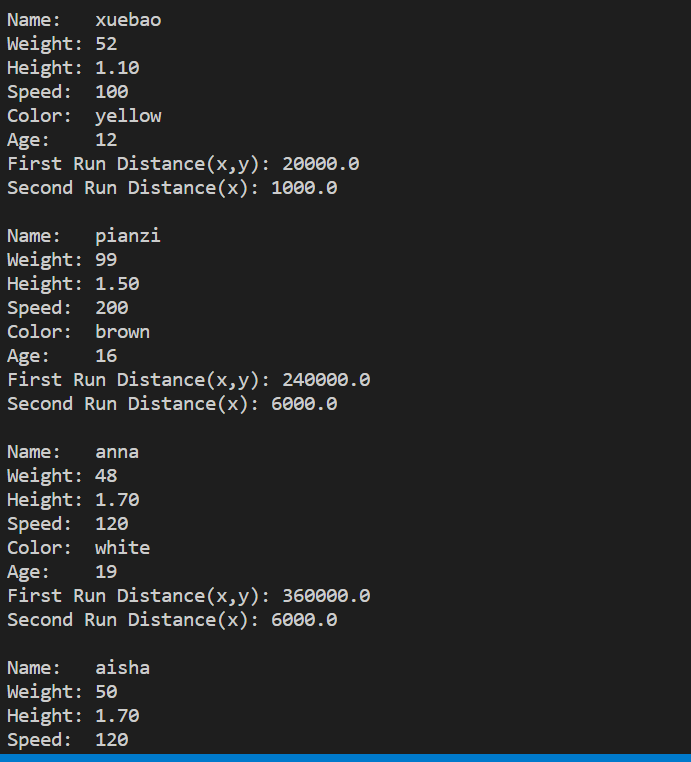 Name:   xuebao
Weight: 52
Height: 1.10
Speed:  100
Color:  yellow
Age:    12
First Run Distance(x,y): 20000.0
Second Run Distance(x): 1000.0

Name:   pianzi
Weight: 99
Height: 1.50
Speed:  200
Color:  brown
Age:    16
First Run Distance(x,y): 240000.0
Second Run Distance(x): 6000.0

Name:   anna
Weight: 48
Height: 1.70
Speed:  120
Color:  white
Age:    19
First Run Distance(x,y): 360000.0
Second Run Distance(x): 6000.0

Name:   aisha
Weight: 50
Height: 1.70
Speed:  120